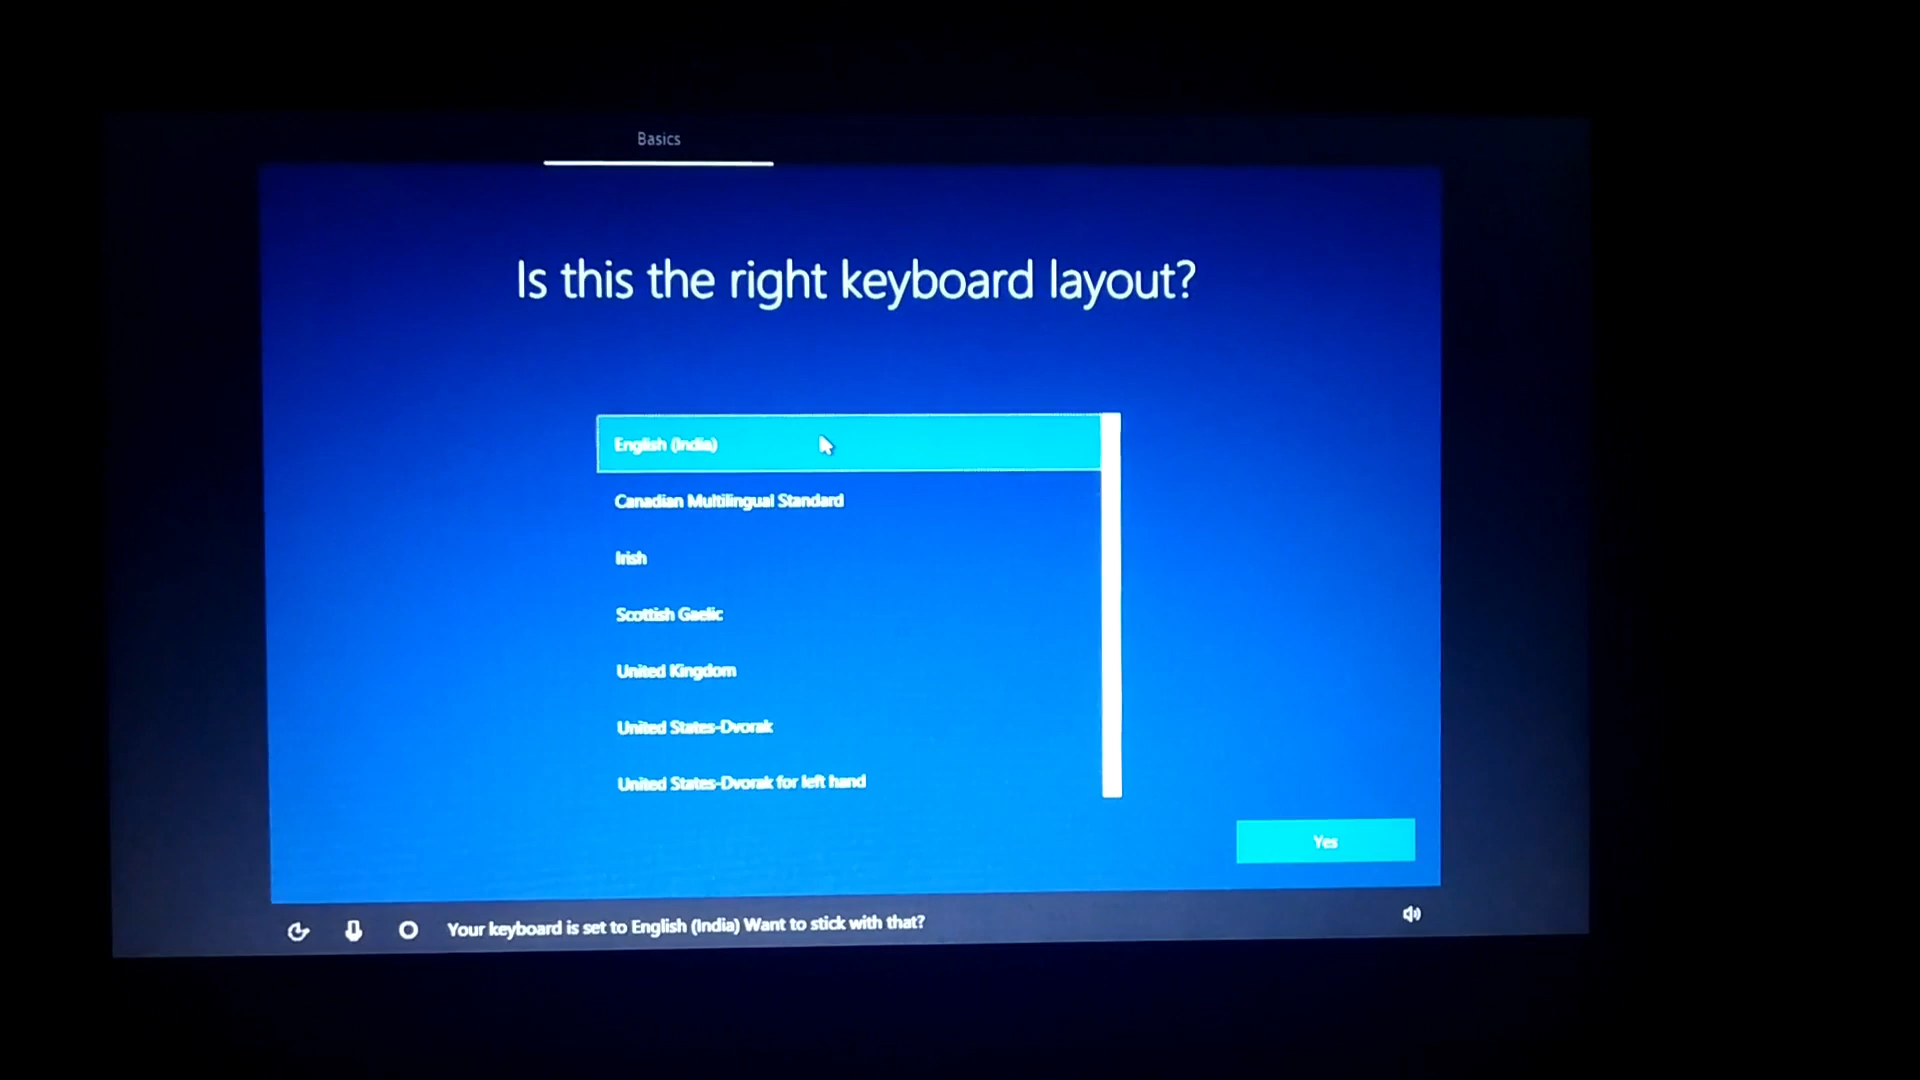 Basics
Is this the right keyboard layout?
English (India)
Canadian Multilingual Standard
Irish
Scottish Gaelic
United Kingdom
United States-Dvorak
United States-Dvorak for left hand
Yes
Your keyboard is set to English (India) Want to stick with that?